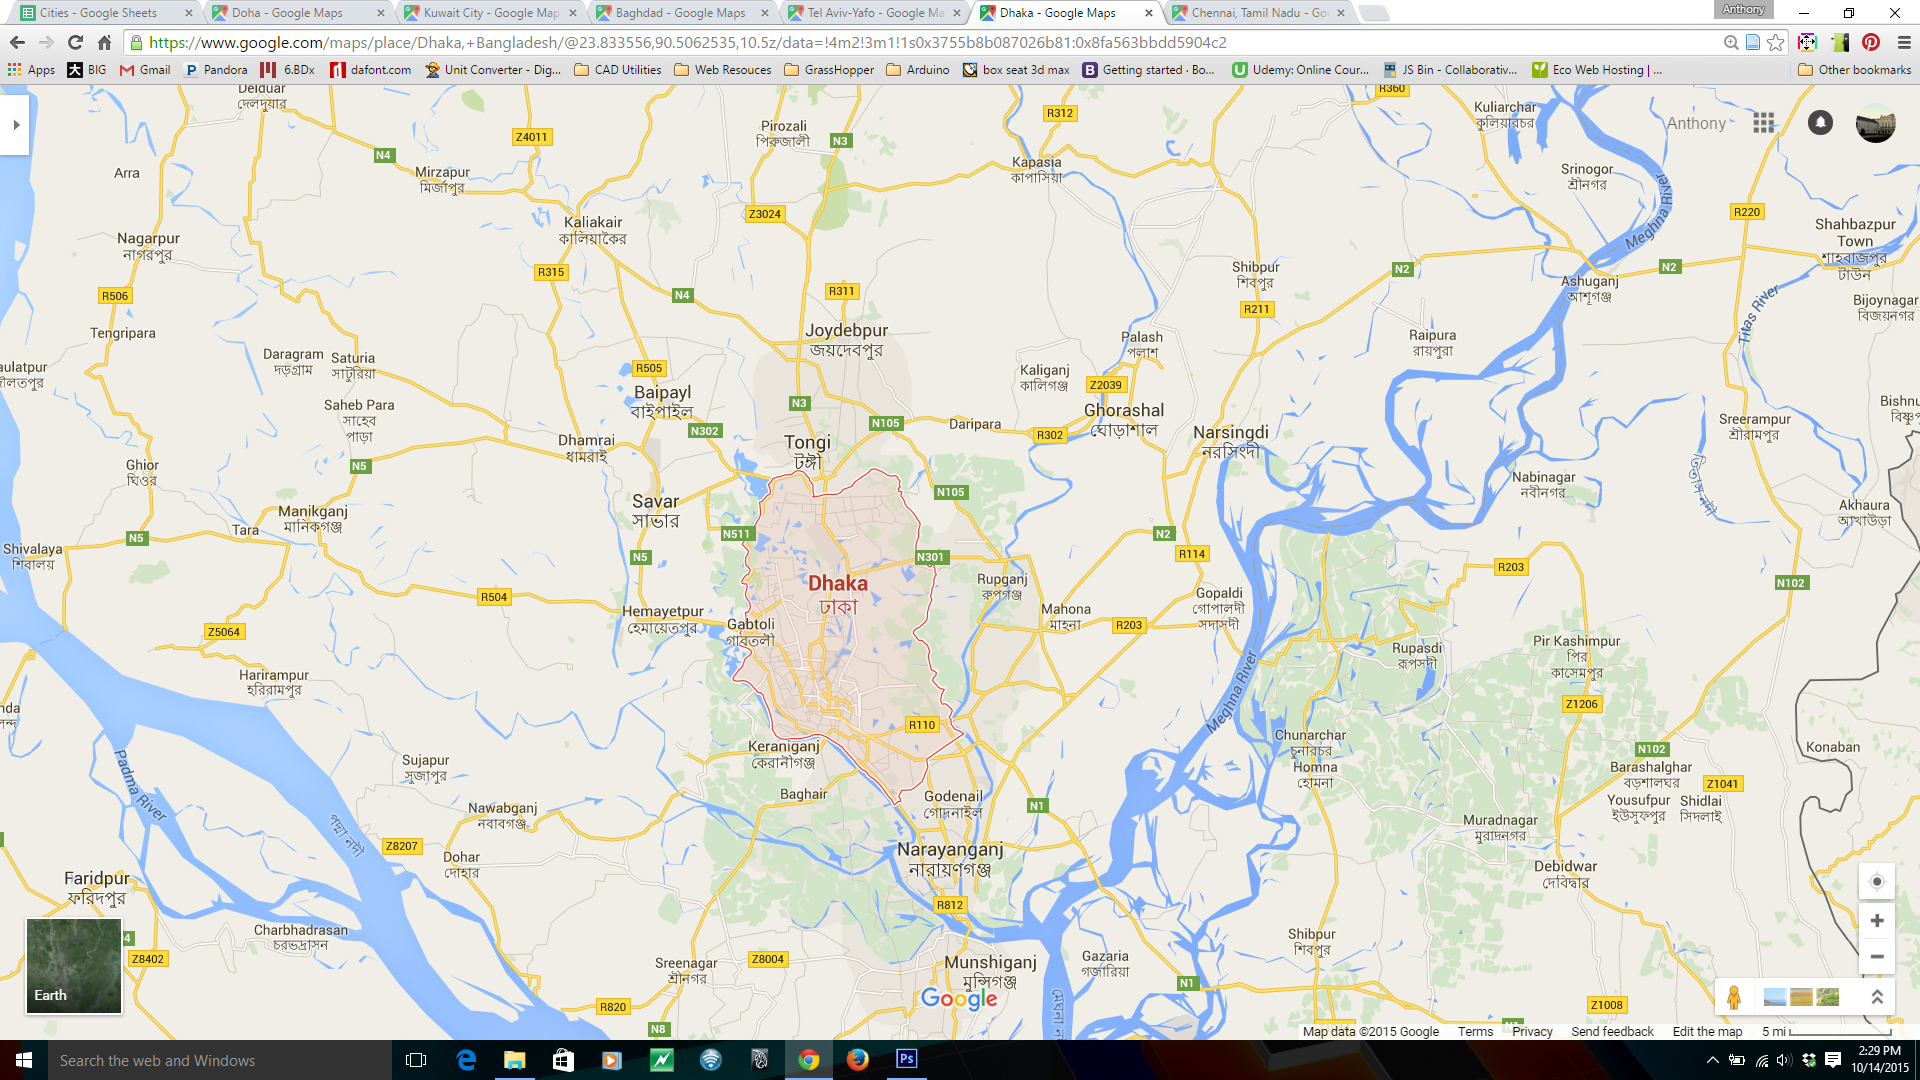 Cities - Google Sheets
Doha - Google Maps
Kuwait City - Google Map
Baghdad - Google Maps
Tel Aviv-Yafo - Google Ma
Dhaka - Google Maps
Chennai, Tamil Nadu - Go
Anthony
https://www.google.com/maps/place/Dhaka,+Bangladesh/@23.833556,90.5062535,10.5z/data=!4m2!3m1!1s0x3755b8b087026b81:0x8fa563bbdd5904c2
Apps
BIG
Gmail
Pandora
6.BDx
dafont.com
Unit Converter - Dig...
CAD Utilities
Web Resouces
GrassHopper
Arduino
box seat 3d max
Getting started · Bo...
Udemy: Online Cour...
JS Bin - Collaborativ...
Eco Web Hosting | ...
Other bookmarks
Delduar
দেলদুয়ার
R360
Kuliarchar
কুলিয়ারচর
R312
Pirozali
পিরুজালী
N3
Z4011
Anthony
N4
Kapasia
কাপাসিয়া
Arra
Mirzapur
মির্জাপুর
Srinogor
শ্রীনগর
Meghna River
Z3024
R220
Kaliakair
কালিয়াকৈর
Shahbazpur
Town
শাহবাজপুর
টাউন
Nagarpur
নাগরপুর
R315
Shibpur
শিবপুর
N2
N2
Ashuganj
আশুগঞ্জ
R506
N4
R311
R211
Titas River
Bijoynagar
বিজয়নগর
Tengripara
Joydebpur
জয়দেবপুর
Palash
পলাশ
Raipura
রায়পুরা
Daragram
দড়গ্রাম
Saturia
সাটুরিয়া
R505
Kaliganj
কালিগঞ্জ
Z2039
aulatpur
Baipayl
বাইপাইল
N3
Saheb Para
সাহেব
পাড়া
N105
Daripara
Ghorashal
ঘোড়াশাল
Bishnu
N302
R302
Narsingdi
নরসিংদী
Sreerampur
শ্রীরামপুর
Dhamrai
ধামরাই
Tongi
টঙ্গী
Ghior
ঘিওর
N5
তিতাস নদী
Nabinagar
নবীনগর
Savar
সাভার
N105
Manikganj
মানিকগঞ্জ
Akhaura
আখাউড়া
Tara
N5
N511
N2
Shivalaya
শিবালয়
N5
N301
R114
R203
Dhaka
ঢাকা
Rupganj
রুপগঞ্জ
N102
R504
Gopaldi
গোপালদী
সদাসদী
Hemayetpur
হেমায়েতপুর
Gabtoli
গাবতলী
Mahona
মাহনা
R203
Z5064
Rupasdi
রূপসদী
Pir Kashimpur
পির
কাসেমপুর
Harirampur
হরিরামপুর
Meghna River
Z1206
R110
Keraniganj
কেরানীগঞ্জ
Chunarchar
চুনারচর
Homna
হোমনা
N102
Konaban
Barashalghar
বড়শালঘর
Z1041
Sujapur
সুজাপুর
Padma River
Baghair
Godenail
গোদনাইল
N1
Yousufpur
ইউসুফপুর
Shidlai
সিদলাই
Nawabganj
নবাবগঞ্জ
পদ্মা নদী
Muradnagar
মুরাদনগর
Z8207
Dohar
দোহার
Narayanganj
নারায়ণগঞ্জ
Debidwar
দেবিদ্বার
Faridpur
ফরিদপুর
R812
Charbhadrasan
চরভদ্রাসন
4
Z8402
Shibpur
শিবপুর
Sreenagar
শ্রীনগর
Z8004
Munshiganj
মুন্সিগঞ্জ
Gazaria
গজারিয়া
N1
Earth
Google
R820
Z1008
N8
Map data ©2015 Google
Terms
Privacy
Send feedback
Edit the map
5 mi
Search the web and Windows
Ps
2:29 PM
10/14/2015